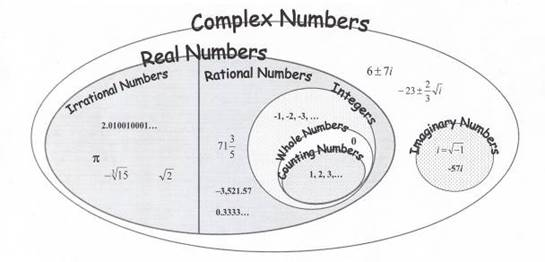 Complex Numbers
Real Numbers
Irrational Numbers
2.010010001...
π
-∛15
√2
Rational Numbers
71 3/5
-3,521.57
0.3333...
Integers
-1, -2, -3, ...
Whole Numbers
0
Counting Numbers
1, 2, 3,...
6 ± 7i
-23 ± 2/3 √i
Imaginary Numbers
i = √-1
-57i